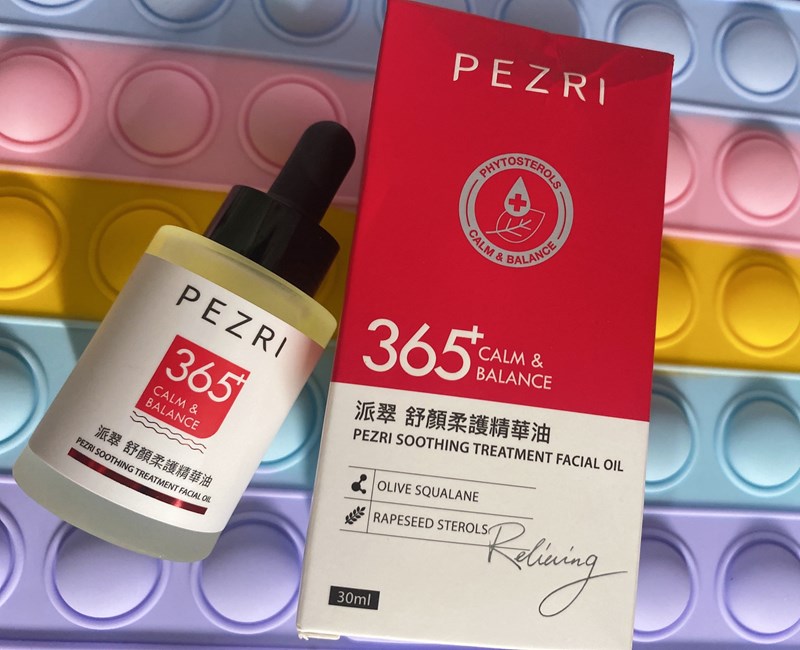 PEZRI
365+
CALM &
BALANCE
派翠 舒顏柔護精華油
PEZRI SOOTHING TREATMENT FACIAL OIL
PEZRI
PHYTOSTEROLS
CALM & BALANCE
365+ CALM &
BALANCE
派翠 舒顏柔護精華油
PEZRI SOOTHING TREATMENT FACIAL OIL
OLIVE SQUALANE
RAPESEED STEROLS
Relieving
30ml